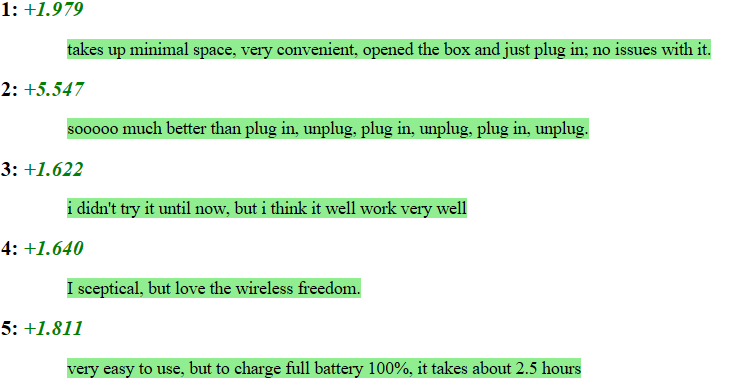 1: +1.979
takes up minimal space, very convenient, opened the box and just plug in; no issues with it.
2: +5.547
sooooo much better than plug in, unplug, plug in, unplug, plug in, unplug.
3: +1.622
i didn't try it until now, but i think it well work very well
4: +1.640
I sceptical, but love the wireless freedom.
5: +1.811
very easy to use, but to charge full battery 100%, it takes about 2.5 hours